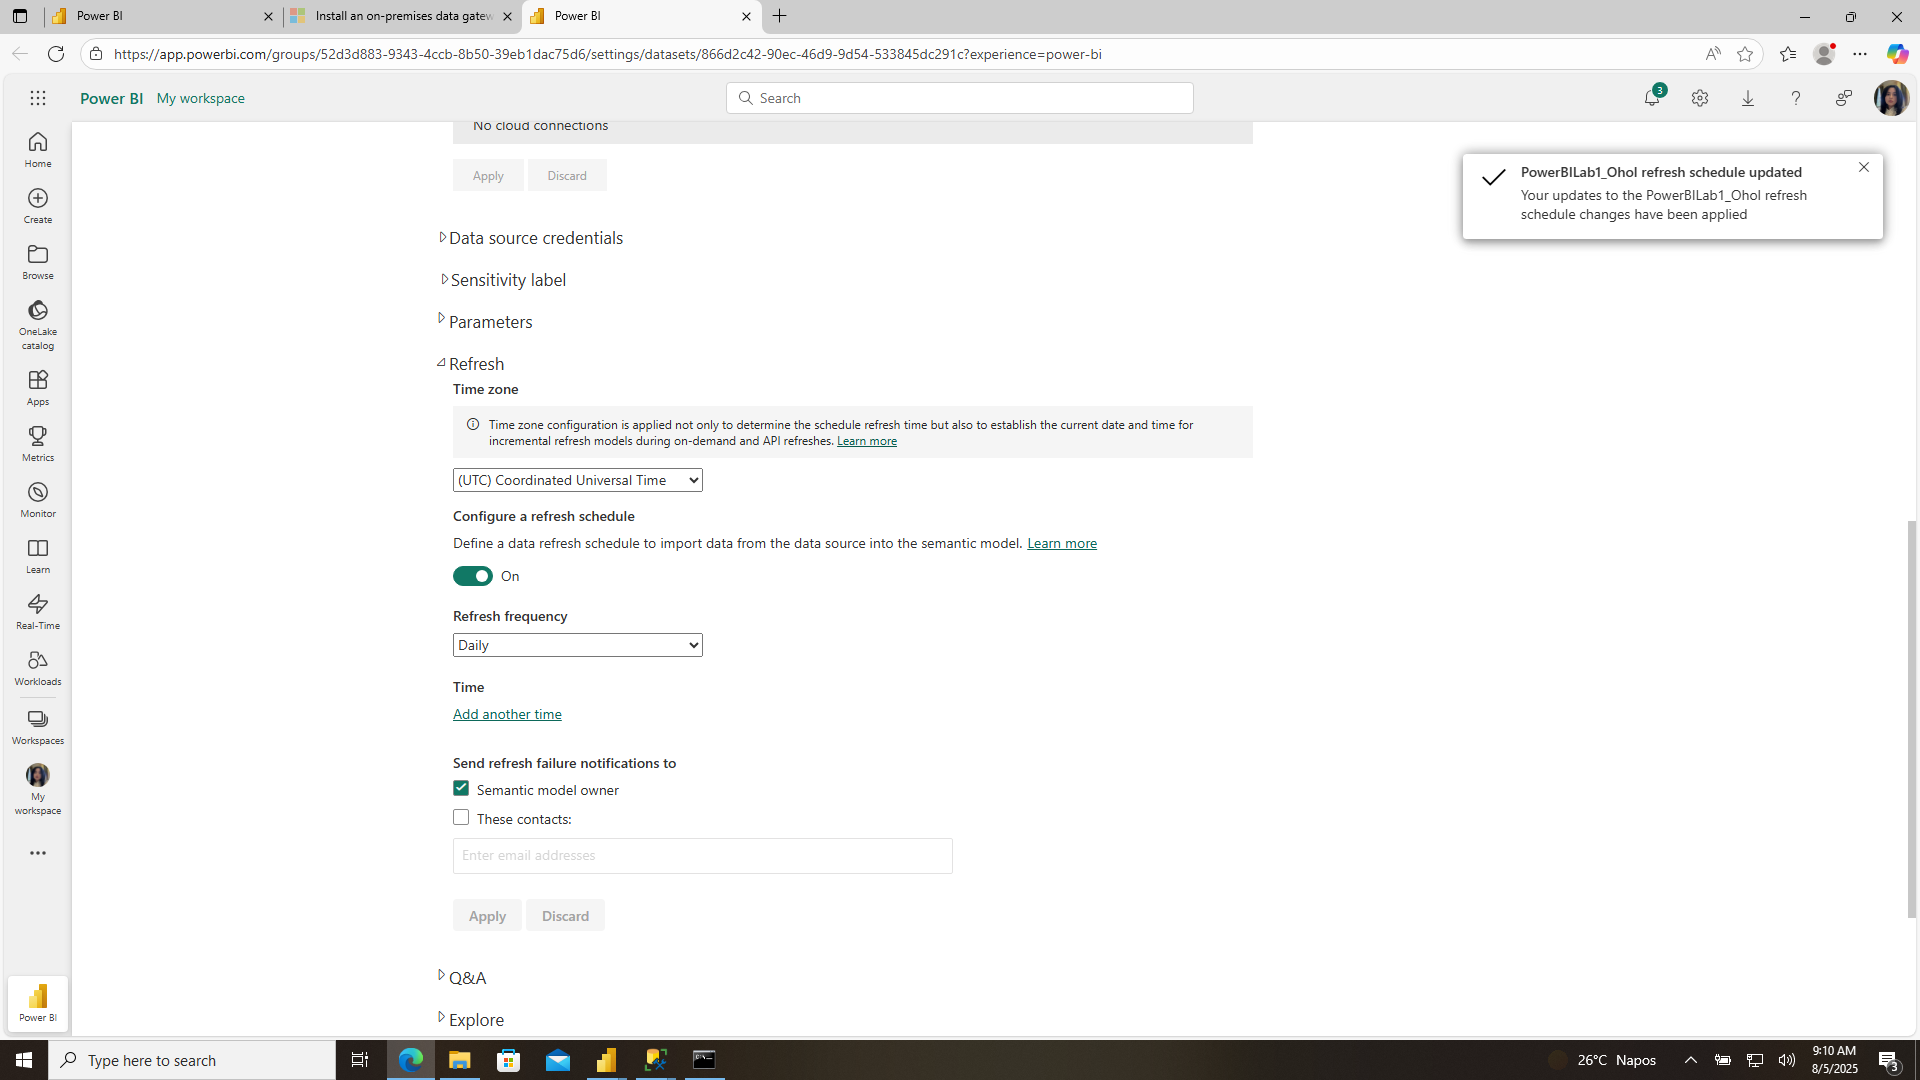 Power BI
Install an on-premises data gatew
Power BI
https://app.powerbi.com/groups/52d3d883-9343-4ccb-8b50-39eb1dac75d6/settings/datasets/866d2c42-90ec-46d9-9d54-533845dc291c?experience=power-bi
Power BI My workspace
Search
3
No cloud connections
Apply Discard
PowerBILab1_Ohol refresh schedule updated
Your updates to the PowerBILab1_Ohol refresh
schedule changes have been applied
Home
Create
Browse
OneLake
catalog
Apps
Metrics
Monitor
Learn
Real-Time
Workloads
Workspaces
My
workspace
Power BI
Data source credentials
Sensitivity label
Parameters
Refresh
Time zone
Time zone configuration is applied not only to determine the schedule refresh time but also to establish the current date and time for
incremental refresh models during on-demand and API refreshes. Learn more
(UTC) Coordinated Universal Time
Configure a refresh schedule
Define a data refresh schedule to import data from the data source into the semantic model. Learn more
On
Refresh frequency
Daily
Time
Add another time
Send refresh failure notifications to
Semantic model owner
These contacts:
Enter email addresses
Apply Discard
Q&A
Explore
Type here to search
26°C Napos
9:10 AM
8/5/2025
3